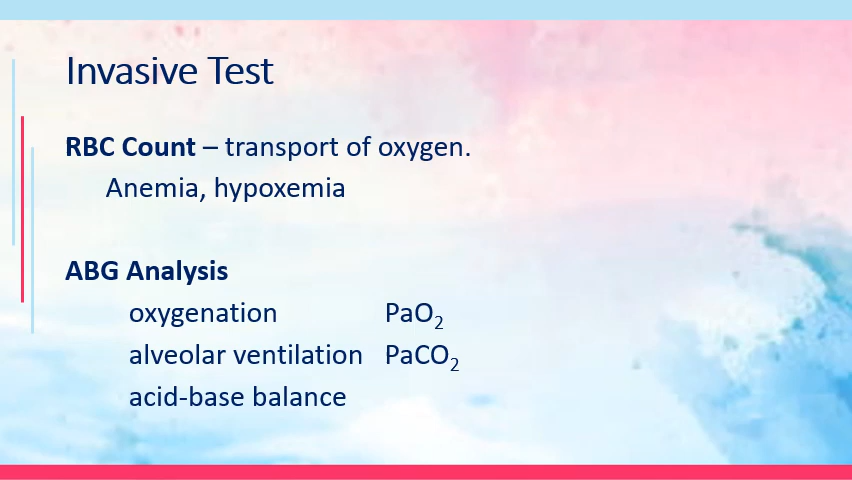 Invasive Test
RBC Count – transport of oxygen.
Anemia, hypoxemia
ABG Analysis
oxygenation PaO₂
alveolar ventilation PaCO₂
acid-base balance